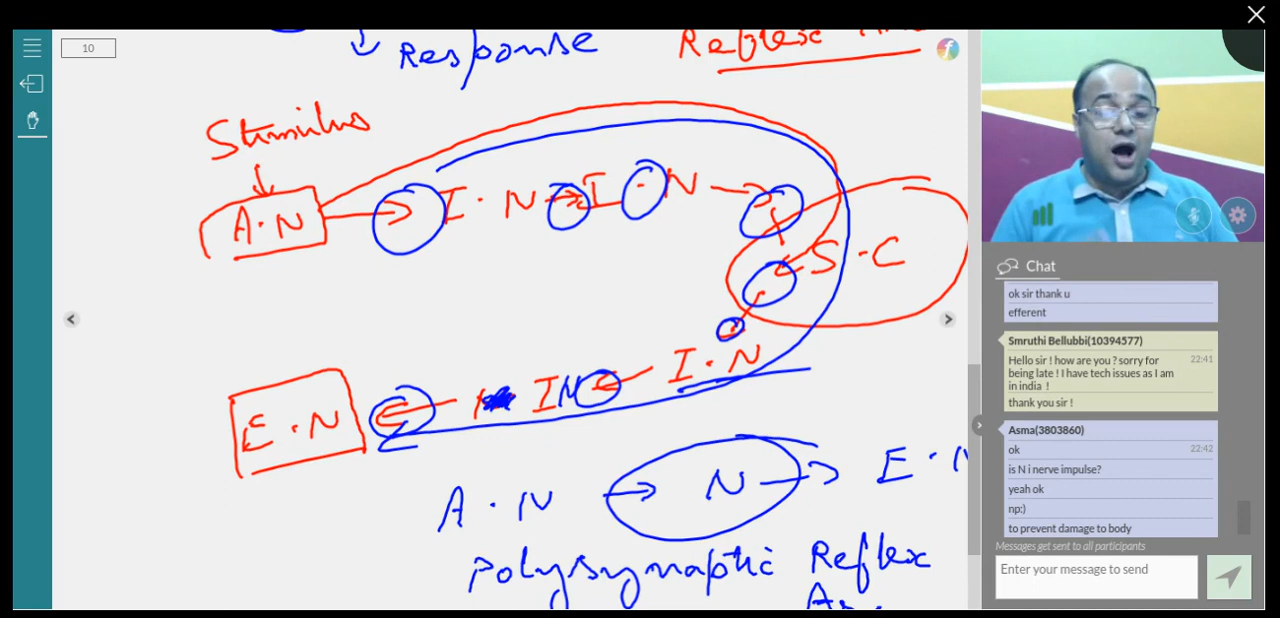 10
Response
Reflex
Stimulus
A.N
I.N
I.N
S.C
I.N
IN
E.N
A.N
N
E.N
Polysynaptic Reflex
Chat
ok sir thank u
efferent
Smruthi Bellubbi(10394577)
Hello sir ! how are you ? sorry for 22:41
being late ! I have tech issues as I am
in india !
thank you sir !
Asma(3803860)
ok 22:42
is N i nerve impulse?
yeah ok
np:)
to prevent damage to body
Messages get sent to all participants
Enter your message to send